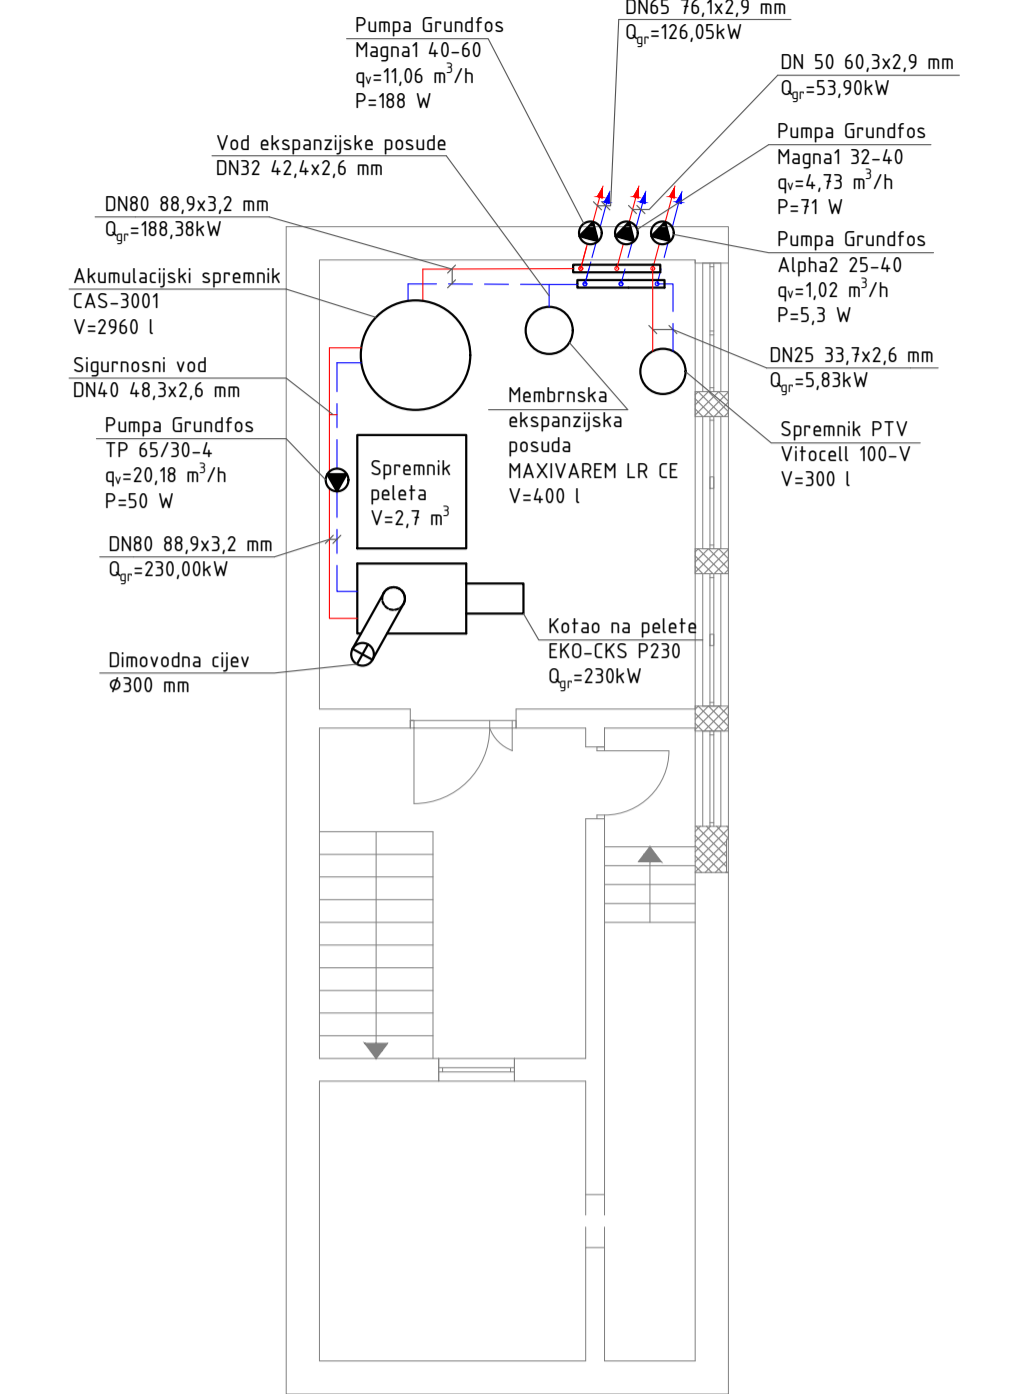 DN65 76,1x2,9 mm
Qgr=126,05kW
Pumpa Grundfos
Magna1 40-60
qv=11,06 m³/h
P=188 W
DN 50 60,3x2,9 mm
Qgr=53,90kW
Vod ekspanzijske posude
DN32 42,4x2,6 mm
Pumpa Grundfos
Magna1 32-40
qv=4,73 m³/h
P=71 W
DN80 88,9x3,2 mm
Qgr=188,38kW
Pumpa Grundfos
Alpha2 25-40
qv=1,02 m³/h
P=5,3 W
Akumulacijski spremnik
CAS-3001
V=2960 l
DN25 33,7x2,6 mm
Qgr=5,83kW
Sigurnosni vod
DN40 48,3x2,6 mm
Membrnska
ekspanzijska
posuda
MAXIVAREM LR CE
V=400 l
Pumpa Grundfos
TP 65/30-4
qv=20,18 m³/h
P=50 W
Spremnik PTV
Vitocell 100-V
V=300 l
Spremnik
peleta
V=2,7 m³
DN80 88,9x3,2 mm
Qgr=230,00kW
Kotao na pelete
EKO-CKS P230
Qgr=230kW
Dimovodna cijev
Ø300 mm